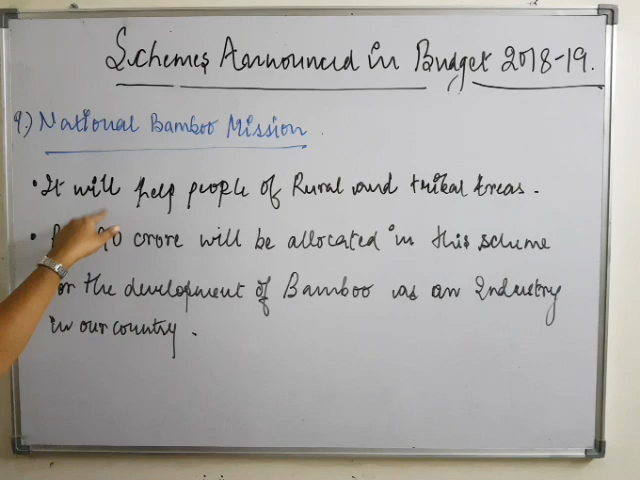 Schemes Announced in Budget 2018-19.
9.) National Bamboo Mission.
• It will help people of Rural and tribal Areas.
• crore will be allocated in this scheme
the development of Bamboo as an Industry
in our country.